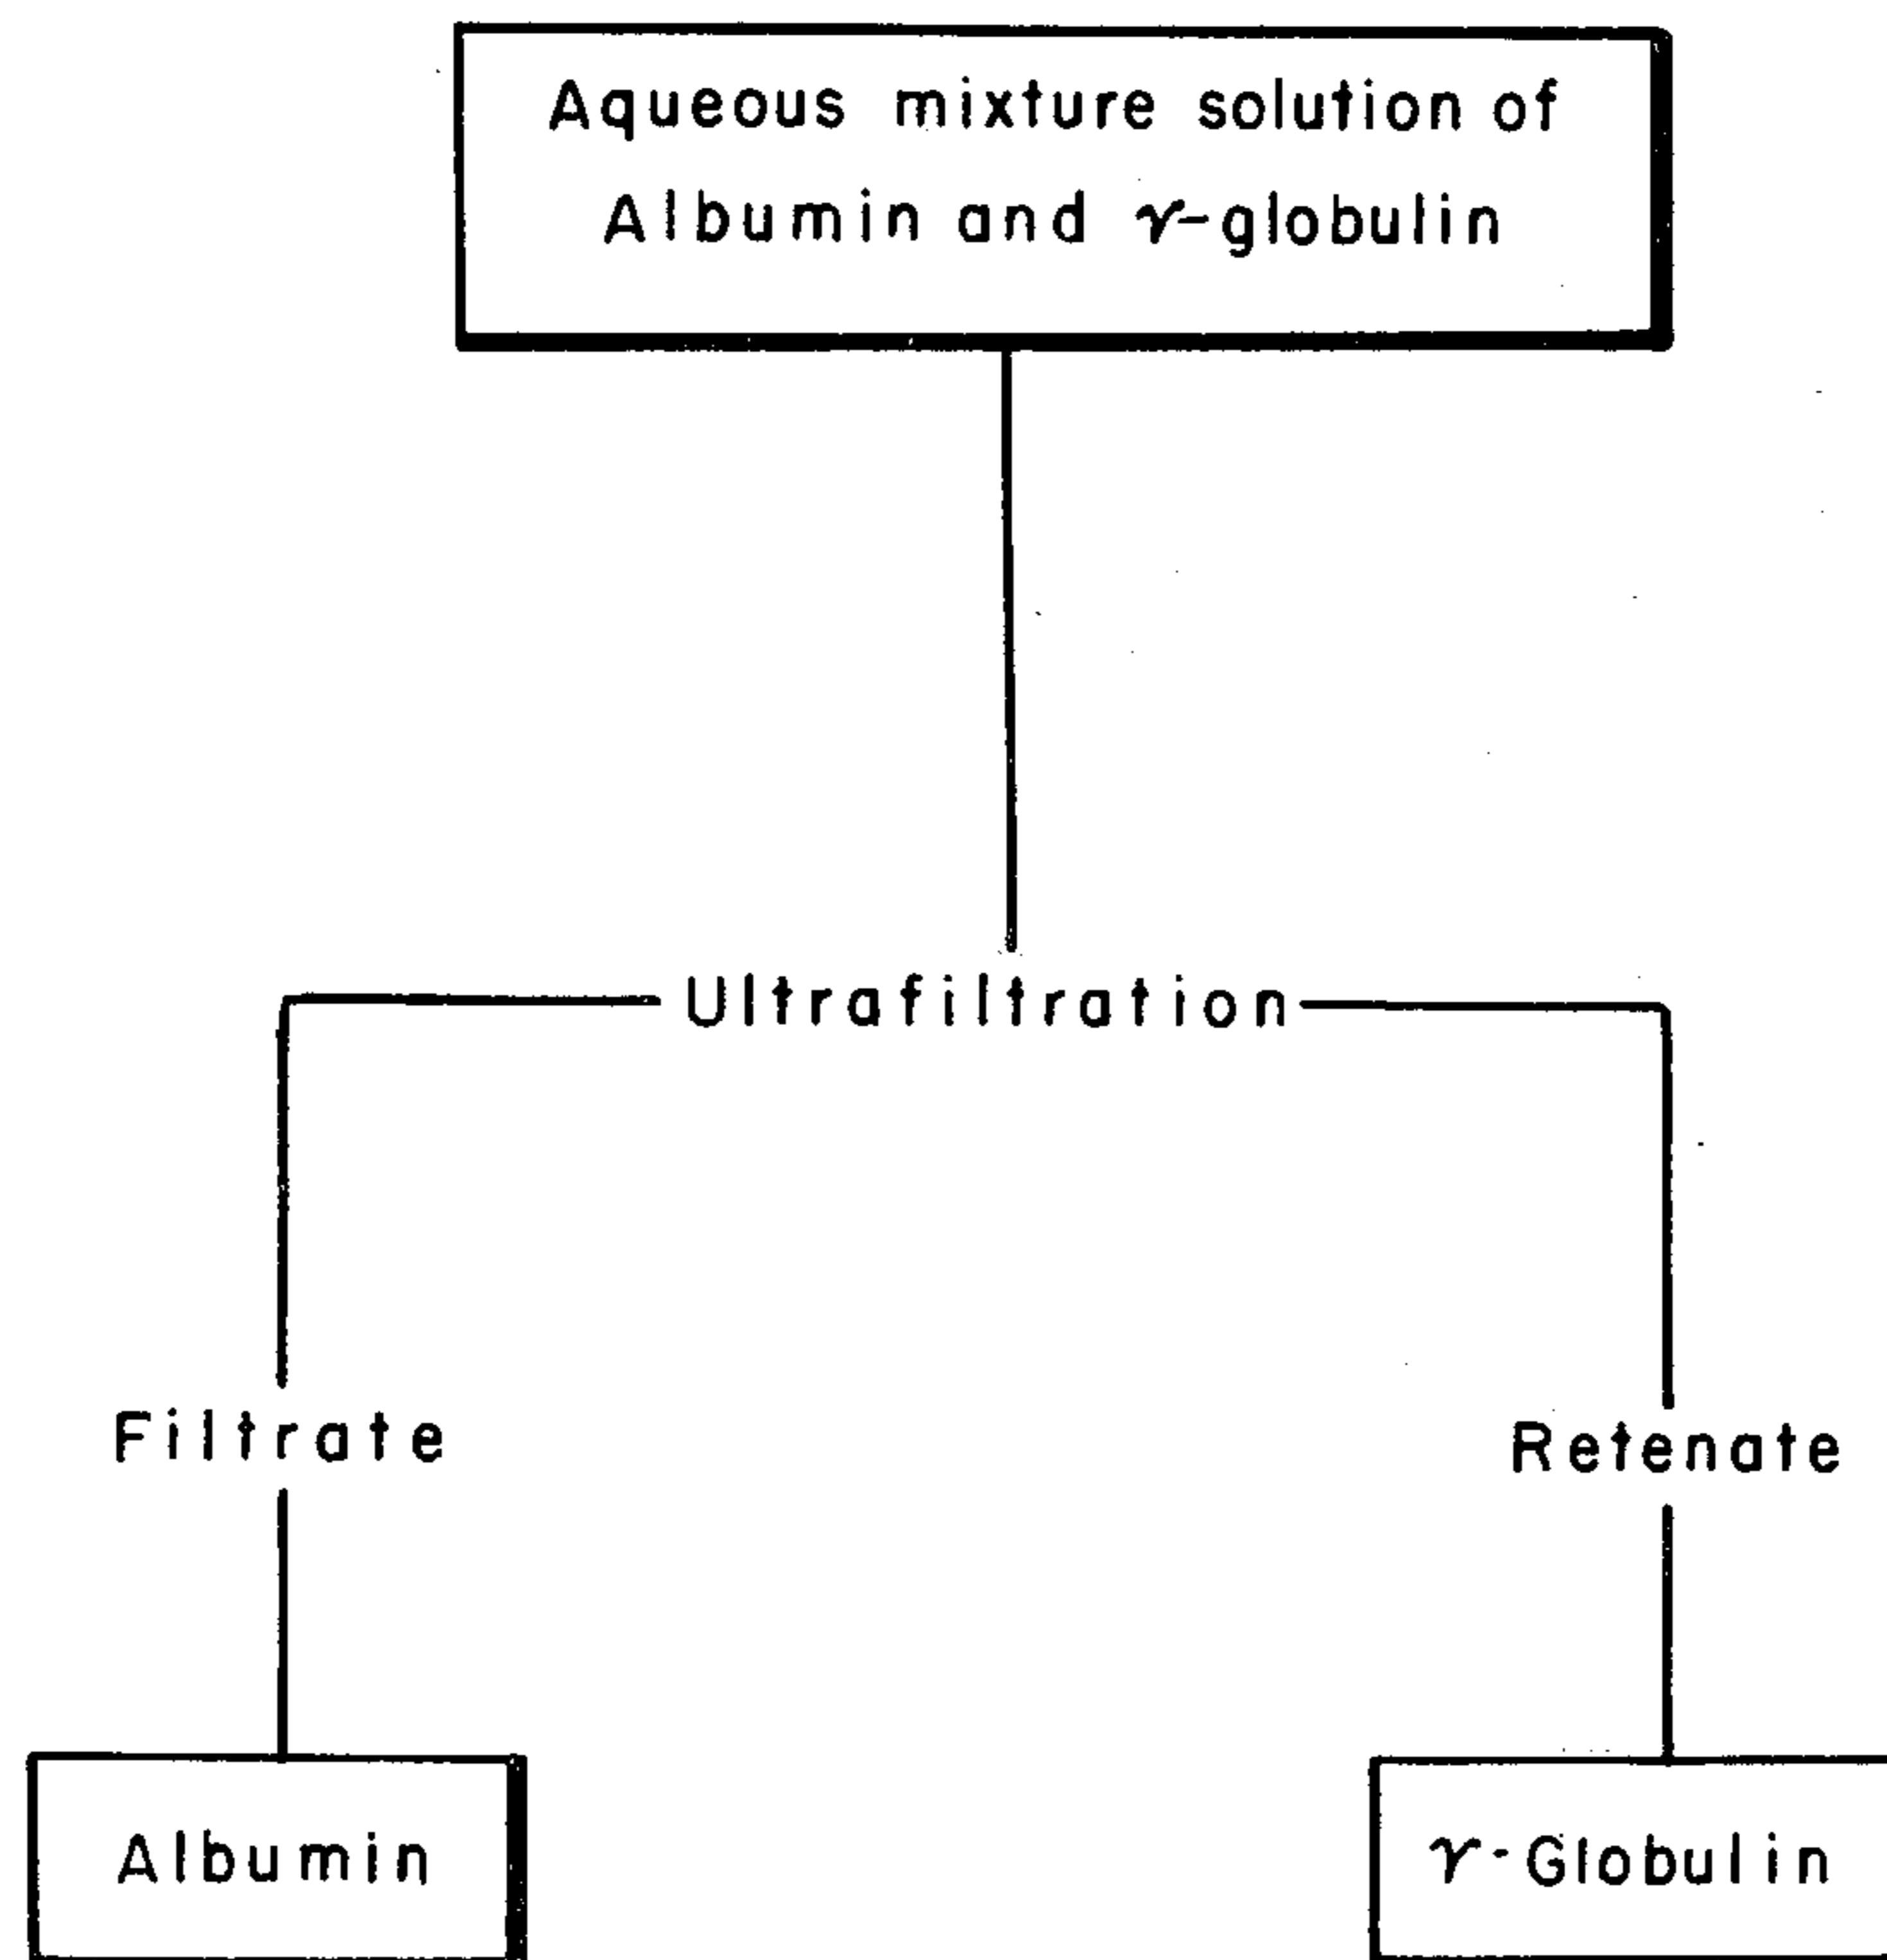 Aqueous mixture solution of
Albumin and γ-globulin
Ultrafiltration
Filtrate
Retenate
Albumin
γ-Globulin